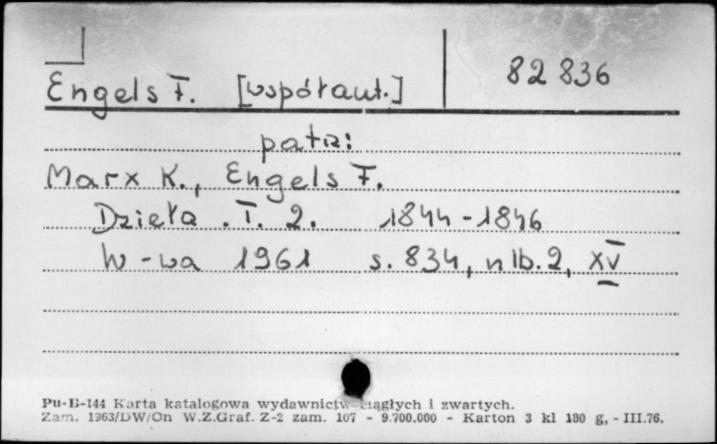 Engels F. [współaut.] 82 836
patrz:
Marx K., Engels F.
Dzieła. T. 2. 1844-1846
W-wa 1961 s. 834, nlb. 2, XV
Pu-B-144 Karta katalogowa wydawnictw ciągłych i zwartych.
Zam. 1363/DW/On W.Z.Graf. Z-2 zam. 107 - 9.700.000 - Karton 3 kl 180 g, - III.76.